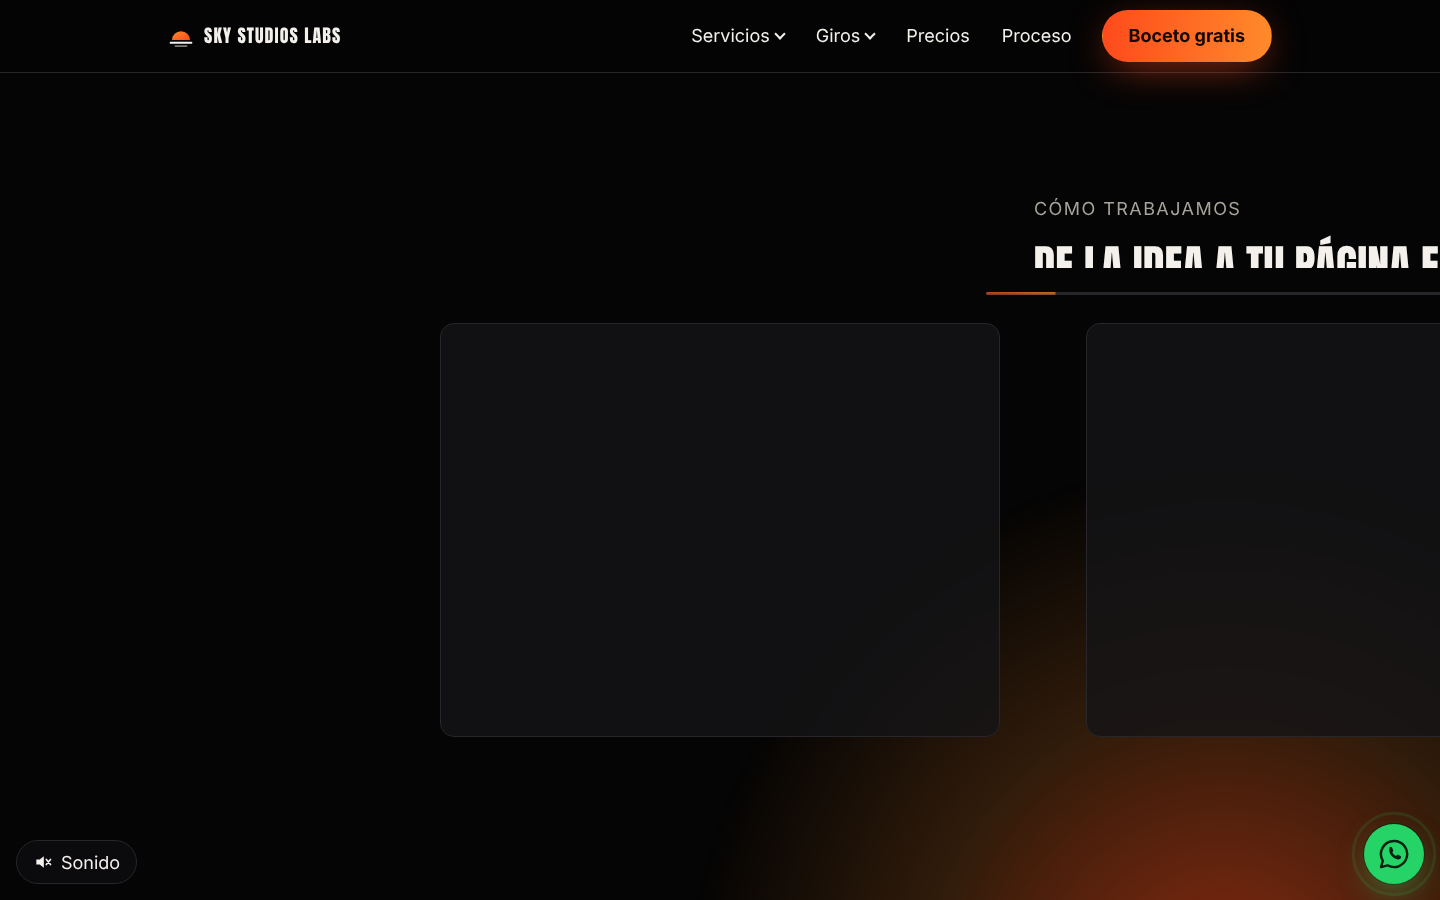 SKY STUDIOS LABS
Servicios
Giros
Precios
Proceso
Boceto gratis
CÓMO TRABAJAMOS
DE LA IDEA A TU PÁGINA E
Sonido